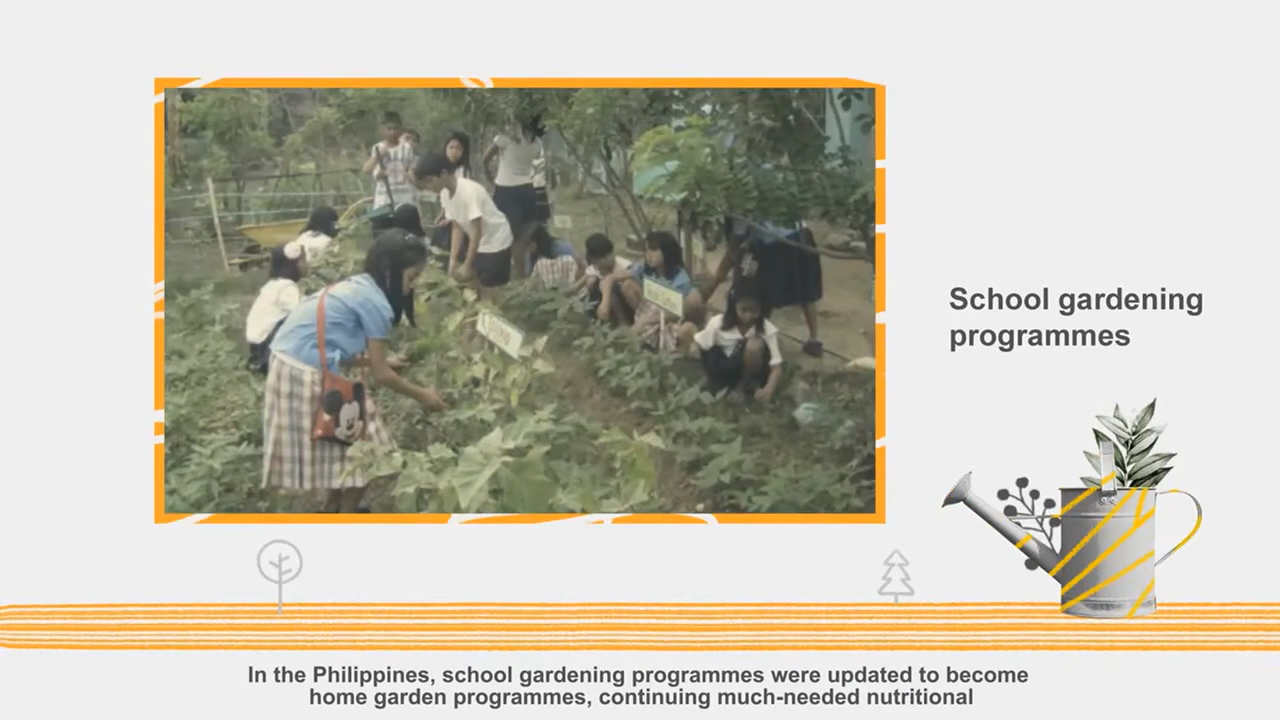 School gardening
programmes
In the Philippines, school gardening programmes were updated to become
home garden programmes, continuing much-needed nutritional